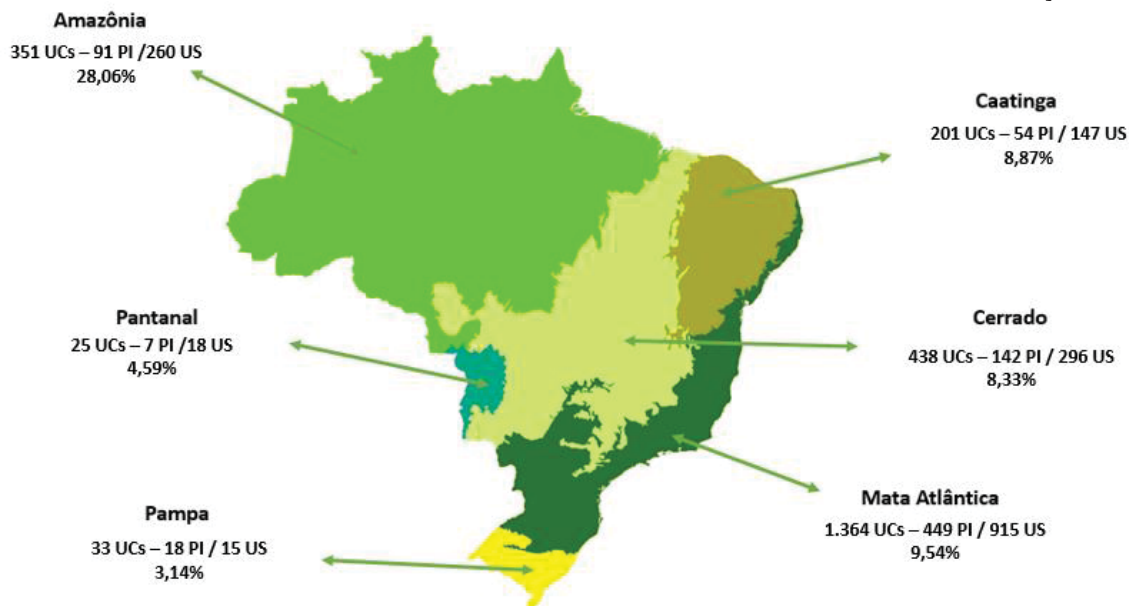 Amazônia
351 UCs – 91 PI /260 US
28,06%
Caatinga
201 UCs – 54 PI / 147 US
8,87%
Pantanal
25 UCs – 7 PI /18 US
4,59%
Cerrado
438 UCs – 142 PI / 296 US
8,33%
Pampa
33 UCs – 18 PI / 15 US
3,14%
Mata Atlântica
1.364 UCs – 449 PI / 915 US
9,54%